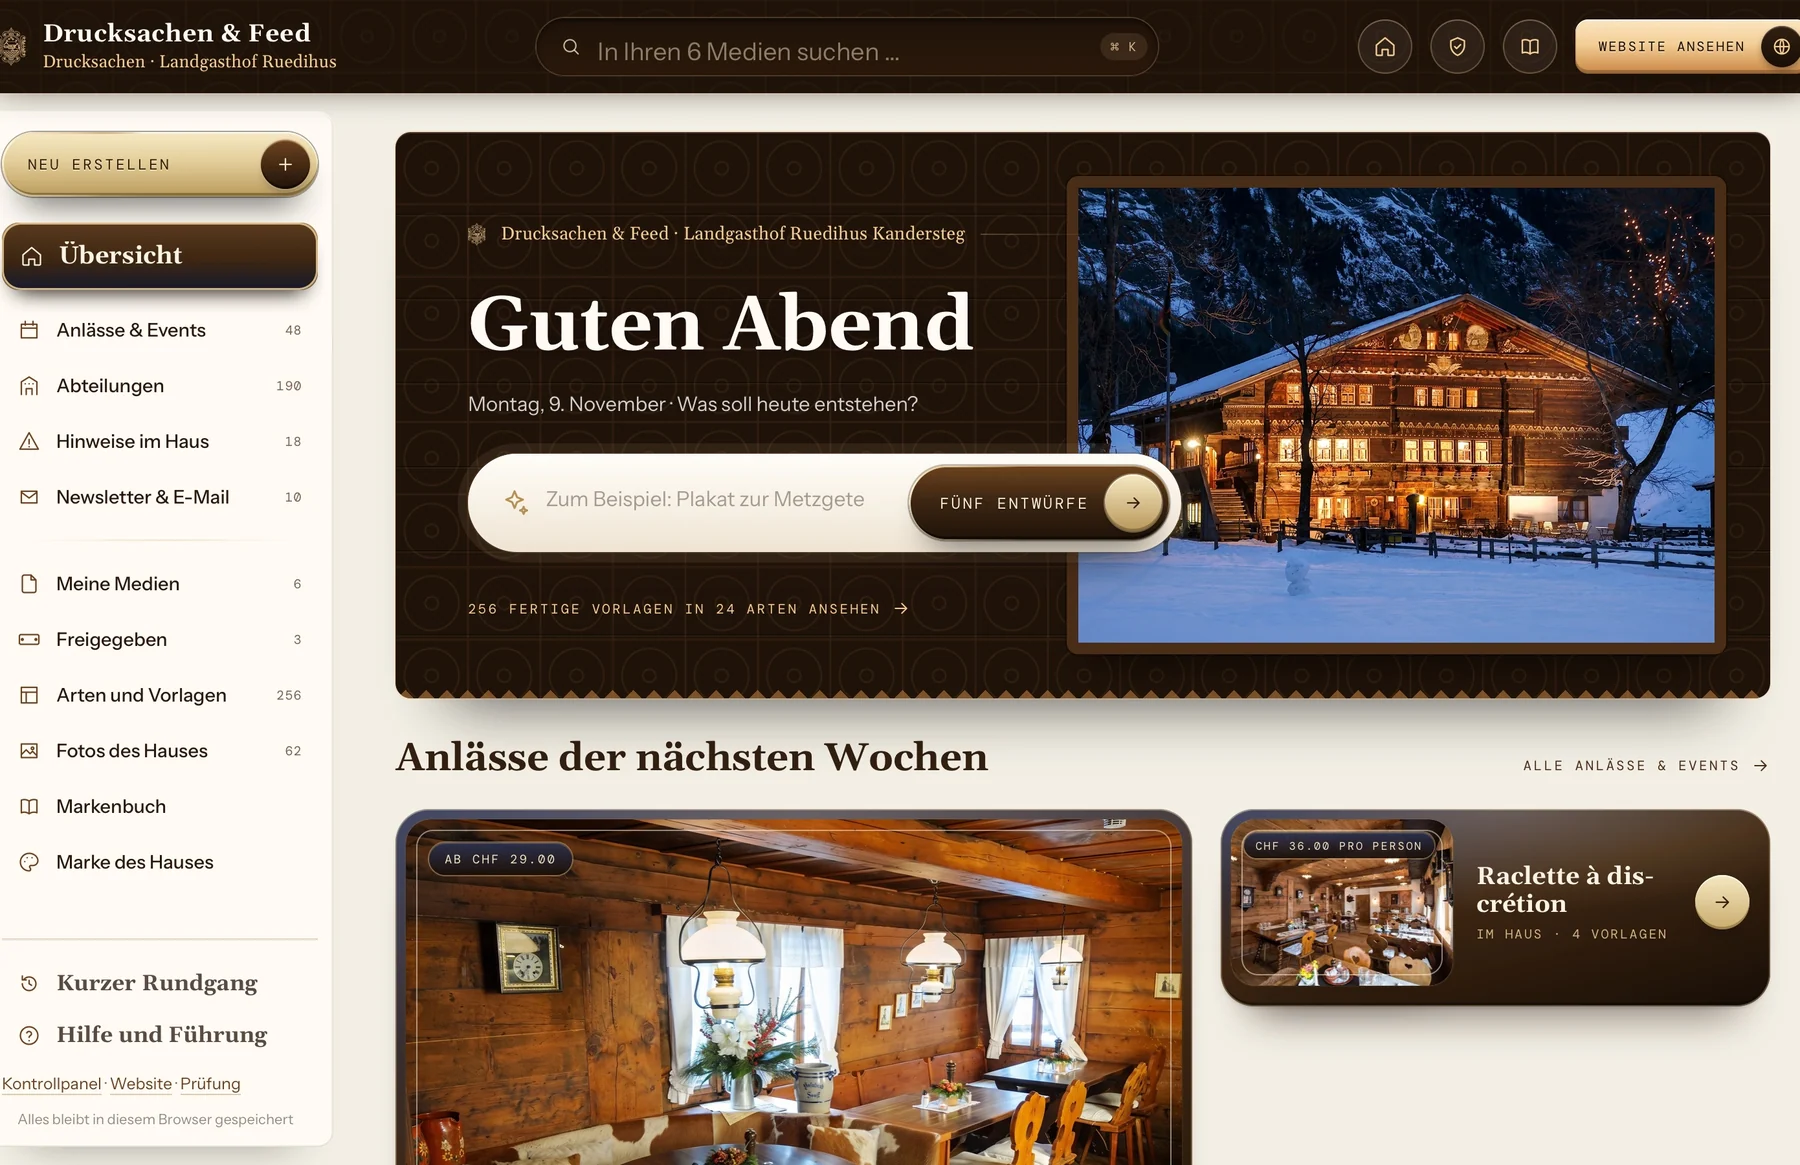 Drucksachen & Feed
Drucksachen · Landgasthof Ruedihus
In Ihren 6 Medien suchen ...
⌘ K
WEBSITE ANSEHEN
NEU ERSTELLEN
Übersicht
Anlässe & Events 48
Abteilungen 190
Hinweise im Haus 18
Newsletter & E-Mail 10
Meine Medien 6
Freigegeben 3
Arten und Vorlagen 256
Fotos des Hauses 62
Markenbuch
Marke des Hauses
Kurzer Rundgang
Hilfe und Führung
Kontrollpanel · Website · Prüfung
Alles bleibt in diesem Browser gespeichert
Drucksachen & Feed · Landgasthof Ruedihus Kandersteg
Guten Abend
Montag, 9. November · Was soll heute entstehen?
Zum Beispiel: Plakat zur Metzgete
FÜNF ENTWÜRFE
256 FERTIGE VORLAGEN IN 24 ARTEN ANSEHEN
Anlässe der nächsten Wochen
ALLE ANLÄSSE & EVENTS
AB CHF 29.00
CHF 36.00 PRO PERSON
Raclette à dis-
crétion
IM HAUS · 4 VORLAGEN